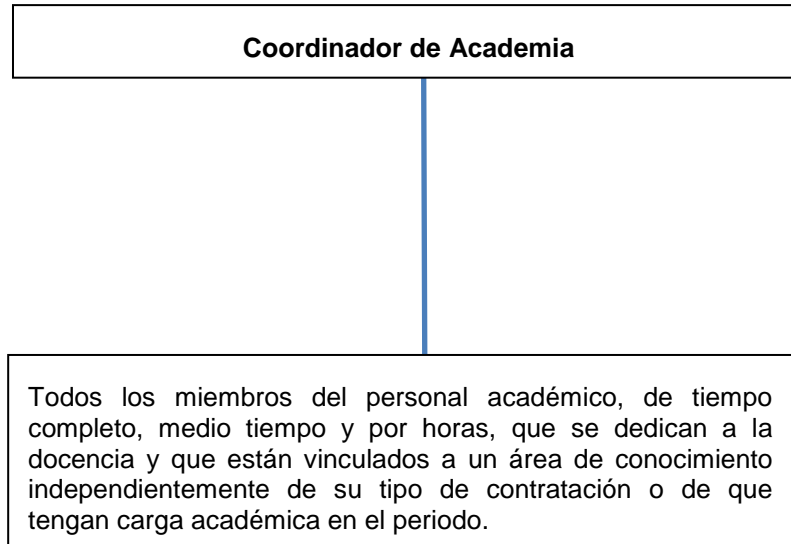 Coordinador de Academia
Todos los miembros del personal académico, de tiempo
completo, medio tiempo y por horas, que se dedican a la
docencia y que están vinculados a un área de conocimiento
independientemente de su tipo de contratación o de que
tengan carga académica en el periodo.